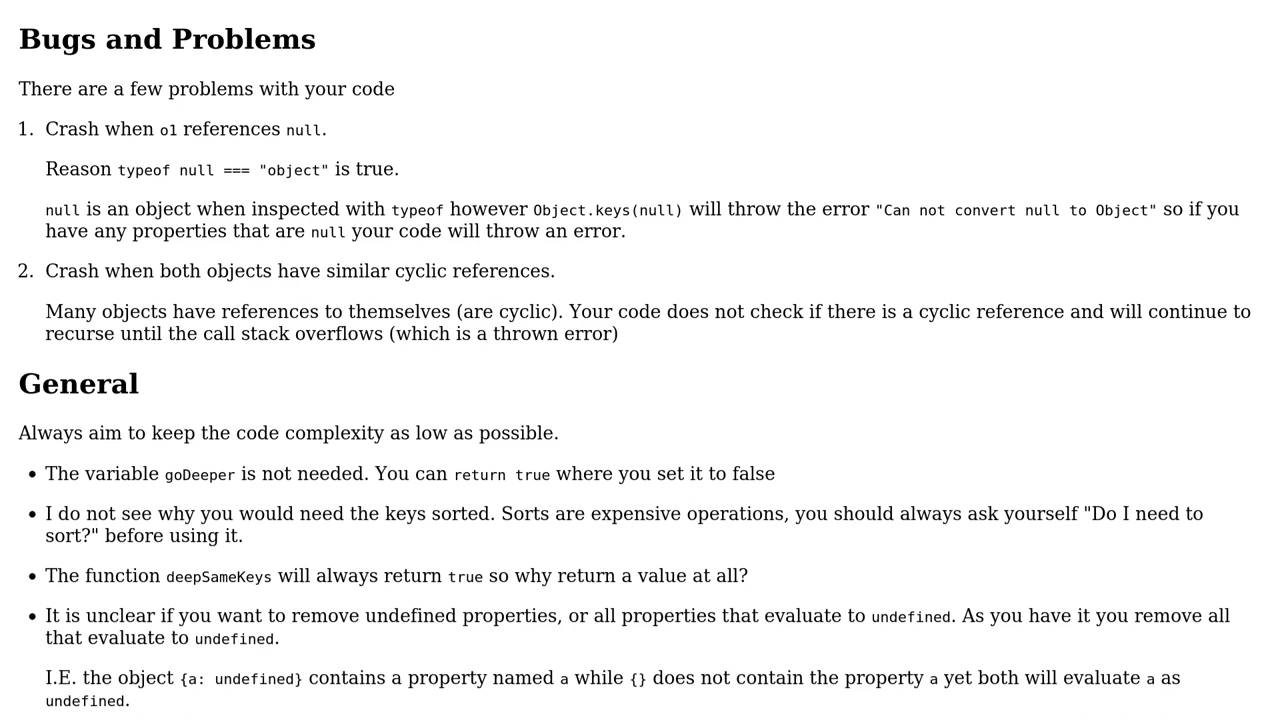 Bugs and Problems
There are a few problems with your code
1. Crash when o1 references null.
Reason typeof null === "object" is true.
null is an object when inspected with typeof however Object.keys(null) will throw the error "Can not convert null to Object" so if you
have any properties that are null your code will throw an error.
2. Crash when both objects have similar cyclic references.
Many objects have references to themselves (are cyclic). Your code does not check if there is a cyclic reference and will continue to
recurse until the call stack overflows (which is a thrown error)
General
Always aim to keep the code complexity as low as possible.
• The variable goDeeper is not needed. You can return true where you set it to false
• I do not see why you would need the keys sorted. Sorts are expensive operations, you should always ask yourself "Do I need to
sort?" before using it.
• The function deepSameKeys will always return true so why return a value at all?
• It is unclear if you want to remove undefined properties, or all properties that evaluate to undefined. As you have it you remove all
that evaluate to undefined.
I.E. the object {a: undefined} contains a property named a while {} does not contain the property a yet both will evaluate a as
undefined.